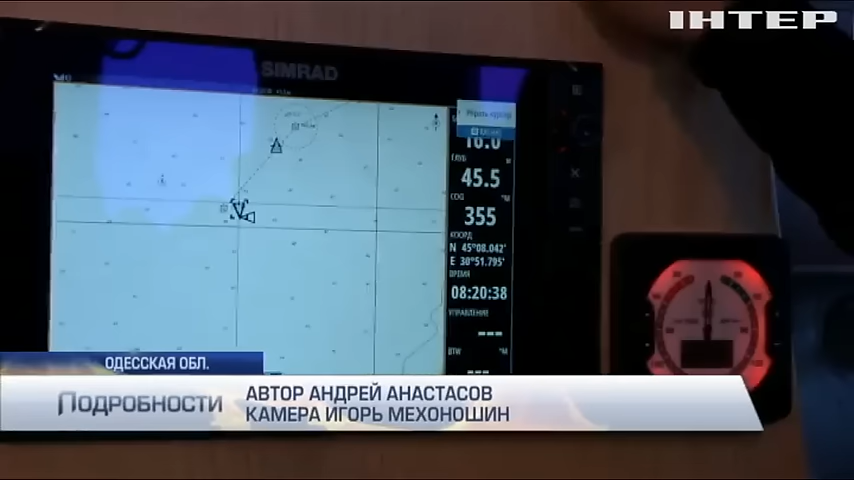 ІНТЕР
SIMRAD
16.0
ГЛУБ м
45.5
COG °M
355
КООРД
N 45°08.042'
E 30°51.795'
ВРЕМЯ
08:20:38
УПРАВЛЕНИЕ
---
BTW °M
---
ОДЕССКАЯ ОБЛ.
ПОДРОБНОСТИ
АВТОР АНДРЕЙ АНАСТАСОВ
КАМЕРА ИГОРЬ МЕХОНОШИН